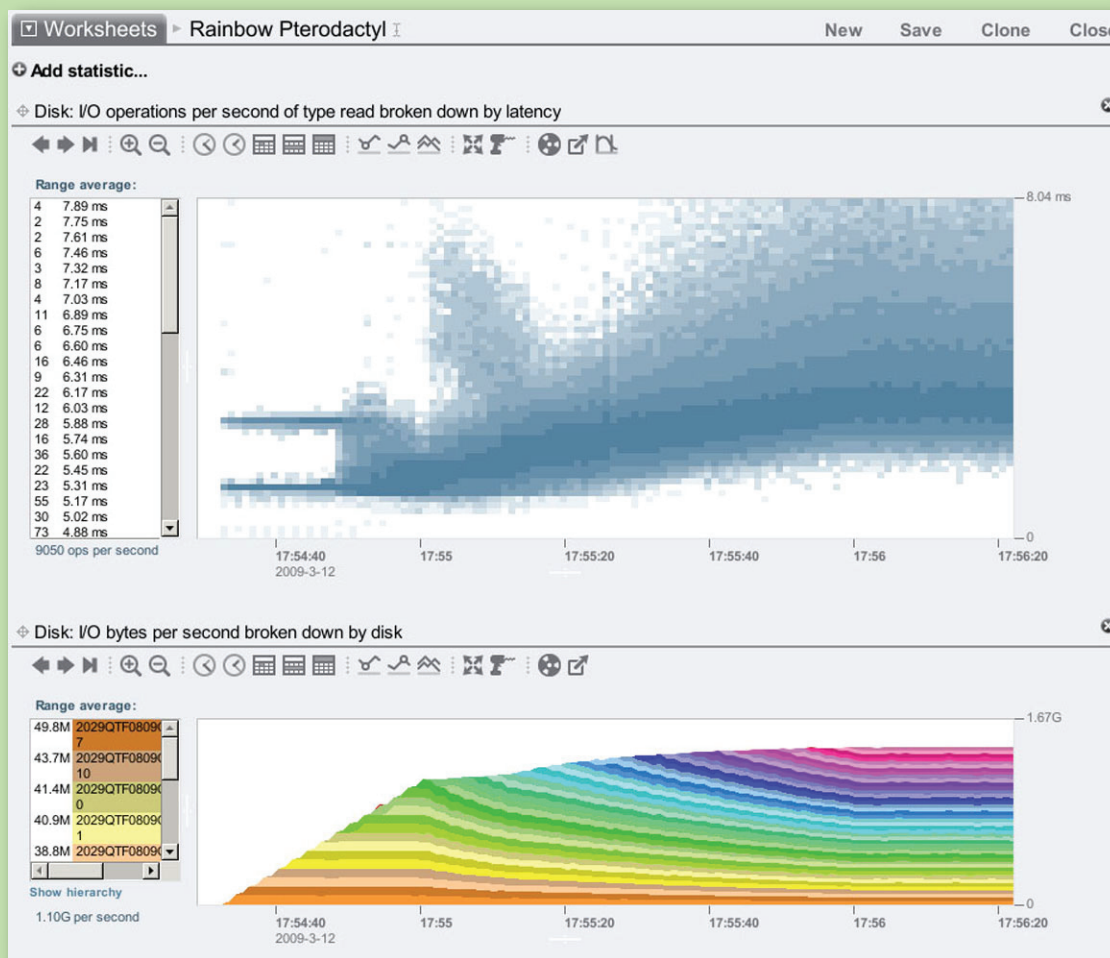 Worksheets Rainbow Pterodactyl New Save Clone Close
Add statistic...
Disk: I/O operations per second of type read broken down by latency
Range average:
4 7.89 ms
2 7.75 ms
2 7.61 ms
6 7.46 ms
3 7.32 ms
8 7.17 ms
4 7.03 ms
11 6.89 ms
6 6.75 ms
6 6.60 ms
16 6.46 ms
9 6.31 ms
22 6.17 ms
12 6.03 ms
28 5.88 ms
16 5.74 ms
36 5.60 ms
22 5.45 ms
23 5.31 ms
55 5.17 ms
30 5.02 ms
73 4.88 ms
9050 ops per second
8.04 ms
0
17:54:40 17:55 17:55:20 17:55:40 17:56 17:56:20
2009-3-12
Disk: I/O bytes per second broken down by disk
Range average:
49.8M 2029QTF0809
7
43.7M 2029QTF0809
10
41.4M 2029QTF0809
0
40.9M 2029QTF0809
1
38.8M 2029QTF0809
Show hierarchy
1.10G per second
1.67G
0
17:54:40 17:55 17:55:20 17:55:40 17:56 17:56:20
2009-3-12